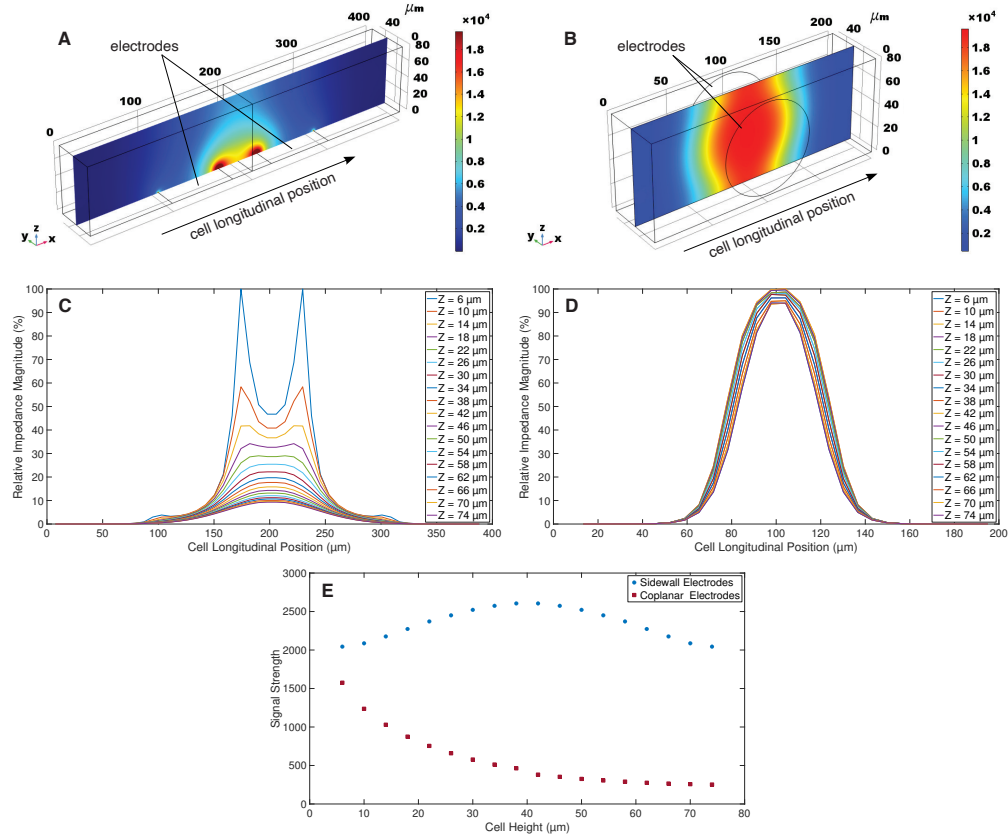 A
electrodes
0
100
200
300
400
μm
40
0
80
60
40
20
0
×10⁴
1.8
1.6
1.4
1.2
1
0.8
0.6
0.4
0.2
cell longitudinal position
y z x
B
electrodes
0
50
100
150
200
μm
40
0
80
60
40
20
0
×10⁴
1.8
1.6
1.4
1.2
1
0.8
0.6
0.4
0.2
cell longitudinal position
y z x
C
Relative Impedance Magnitude (%)
100
90
80
70
60
50
40
30
20
10
0
0 50 100 150 200 250 300 350 400
Cell Longitudinal Position (μm)
Z = 6 μm
Z = 10 μm
Z = 14 μm
Z = 18 μm
Z = 22 μm
Z = 26 μm
Z = 30 μm
Z = 34 μm
Z = 38 μm
Z = 42 μm
Z = 46 μm
Z = 50 μm
Z = 54 μm
Z = 58 μm
Z = 62 μm
Z = 66 μm
Z = 70 μm
Z = 74 μm
D
Relative Impedance Magnitude (%)
100
90
80
70
60
50
40
30
20
10
0
0 20 40 60 80 100 120 140 160 180 200
Cell Longitudinal Position (μm)
Z = 6 μm
Z = 10 μm
Z = 14 μm
Z = 18 μm
Z = 22 μm
Z = 26 μm
Z = 30 μm
Z = 34 μm
Z = 38 μm
Z = 42 μm
Z = 46 μm
Z = 50 μm
Z = 54 μm
Z = 58 μm
Z = 62 μm
Z = 66 μm
Z = 70 μm
Z = 74 μm
E
Signal Strength
3000
2500
2000
1500
1000
500
0
0 10 20 30 40 50 60 70 80
Cell Height (μm)
Sidewall Electrodes
Coplanar Electrodes